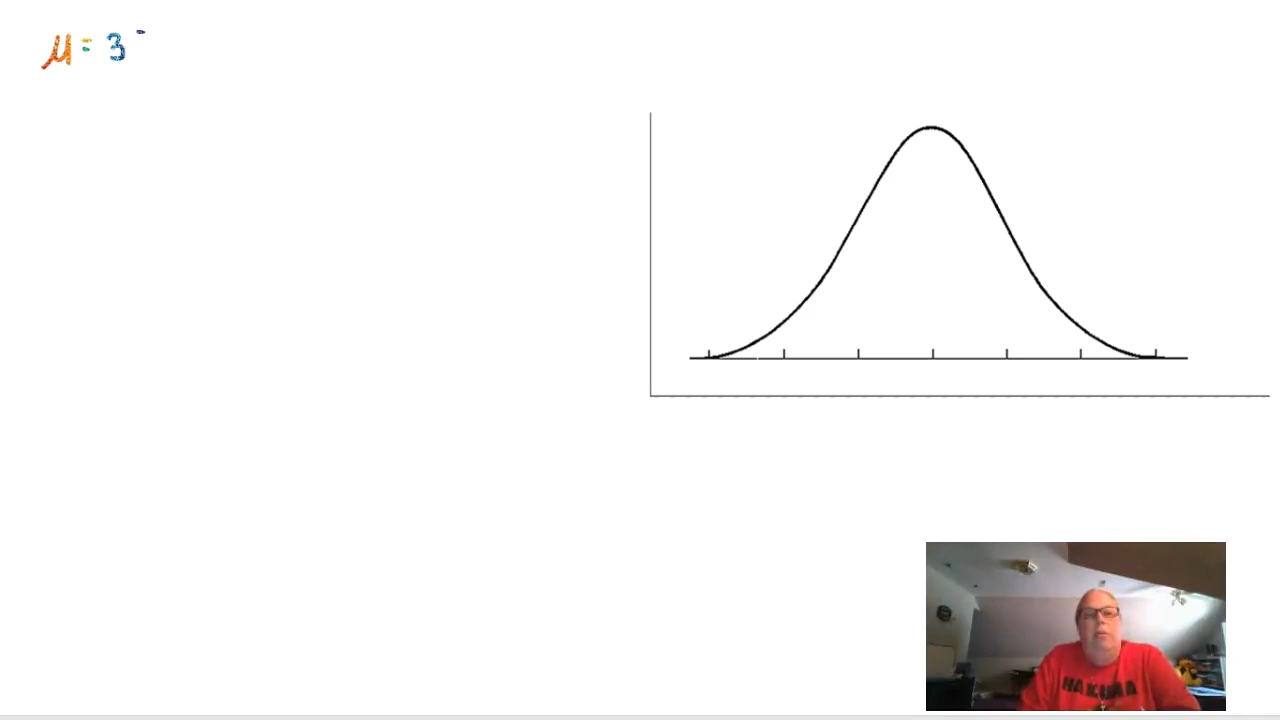 μ = 3
HAKUNA